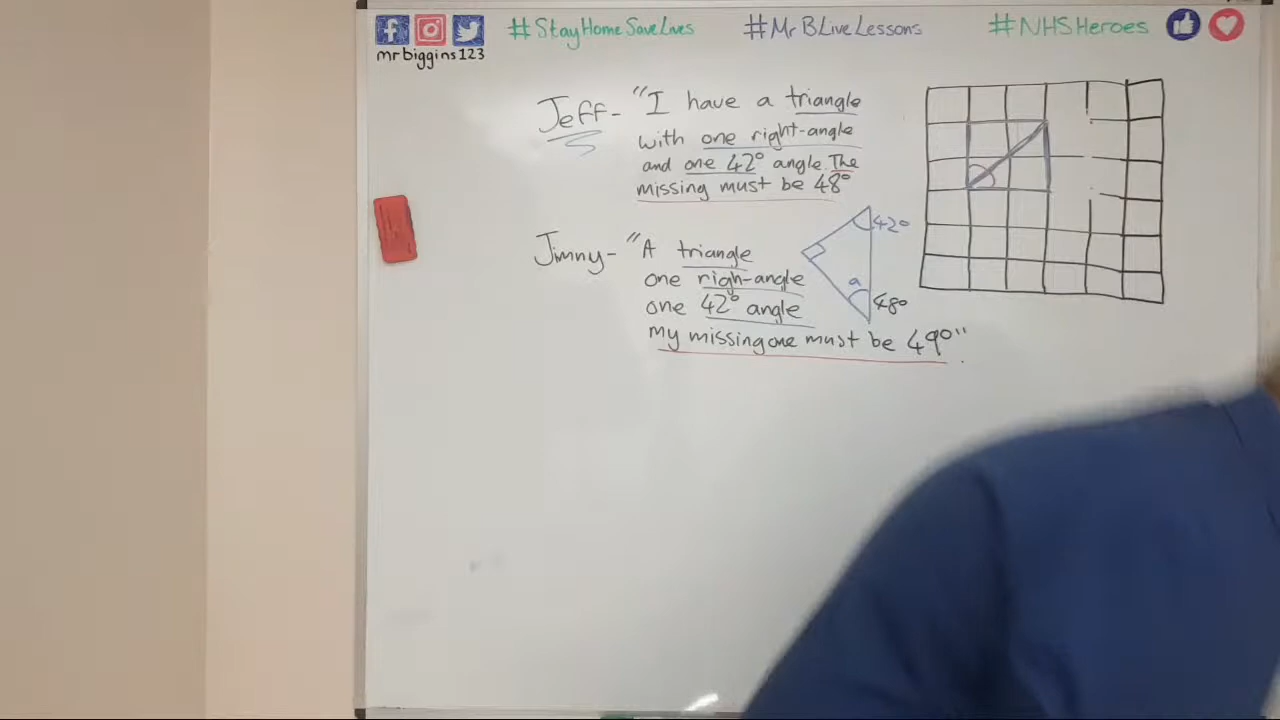 #StayHomeSaveLives #MrBLiveLessons #NHSHeroes
mrbiggins123
Jeff- "I have a triangle
with one right-angle
and one 42° angle. The
missing must be 48°
Jimny- "A triangle
one righ-angle
one 42° angle
my missing one must be 49°"
42°
a
48°